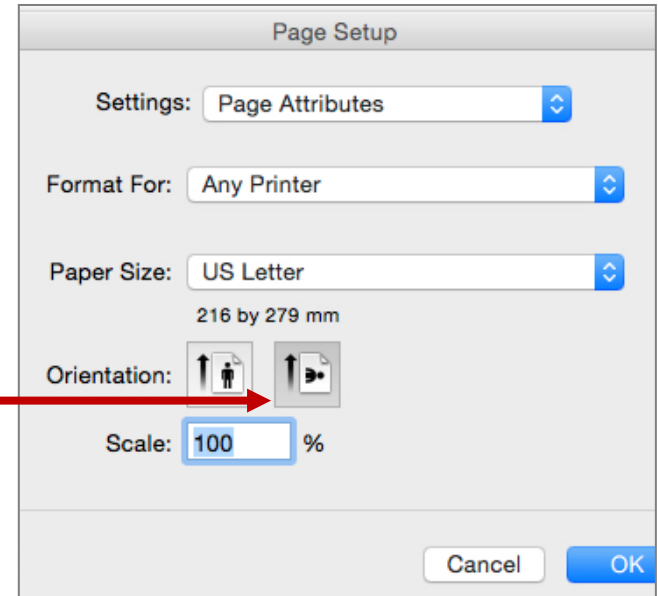 Page Setup
Settings: Page Attributes
Format For: Any Printer
Paper Size: US Letter
216 by 279 mm
Orientation:
Scale: 100 %
Cancel OK